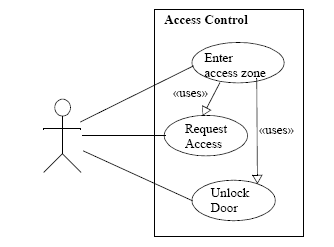 Access Control
Enter
access zone
«uses»
Request
Access
«uses»
Unlock
Door